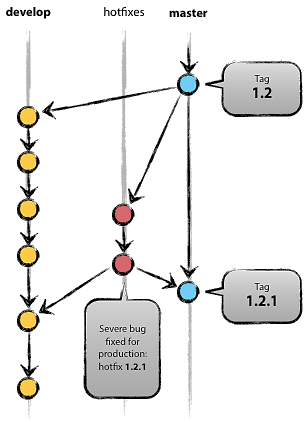 develop
hotfixes
master
Tag
1.2
Tag
1.2.1
Severe bug
fixed for
production:
hotfix 1.2.1